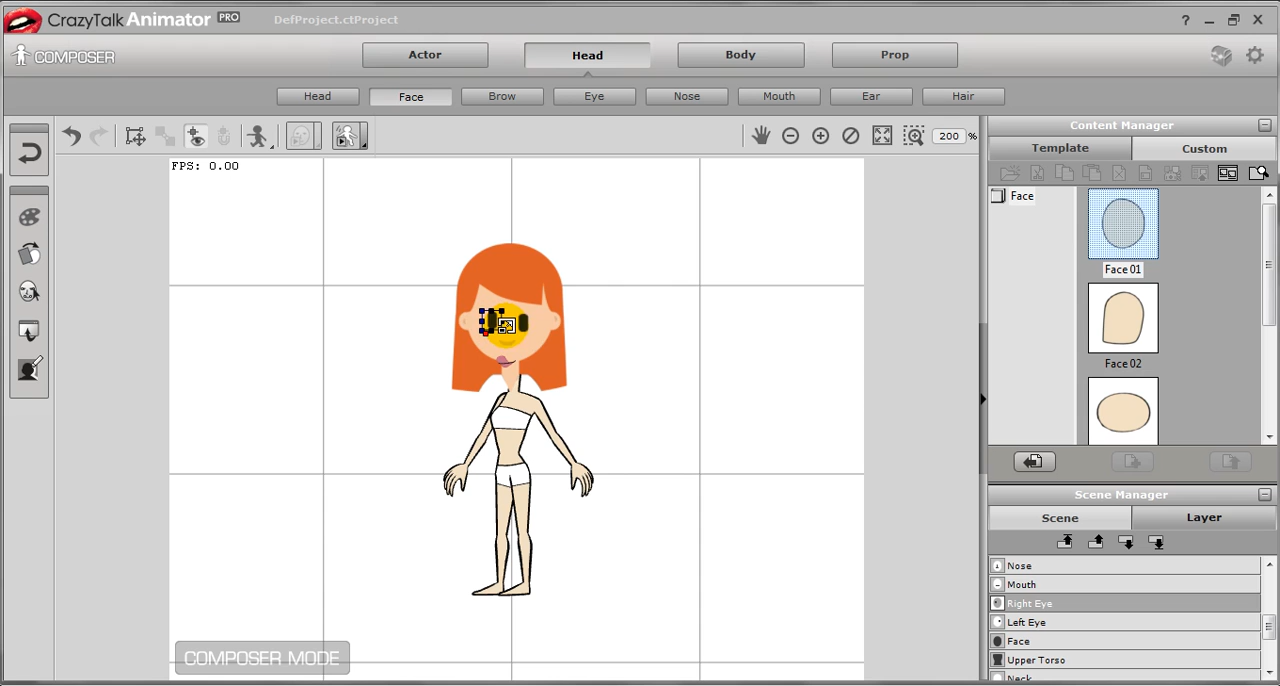 CrazyTalk Animator PRO DefProject.ctProject
COMPOSER Actor Head Body Prop
Head Face Brow Eye Nose Mouth Ear Hair
200 %
Content Manager
Template Custom
FPS: 0.00
Face
Face 01
Face 02
Scene Manager
Scene Layer
Nose
Mouth
Right Eye
Left Eye
Face
Upper Torso
Neck
COMPOSER MODE